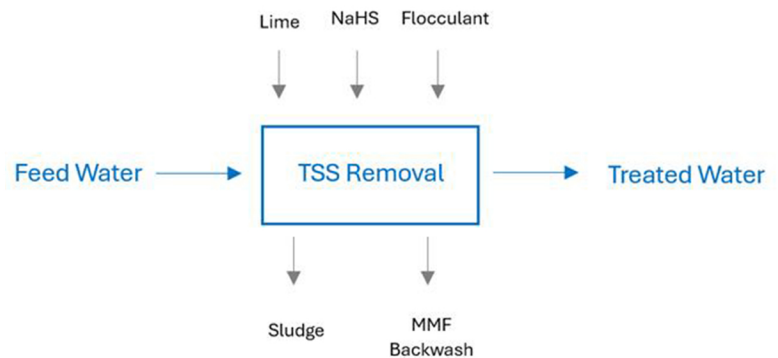 Lime
NaHS
Flocculant
Feed Water
TSS Removal
Treated Water
Sludge
MMF
Backwash